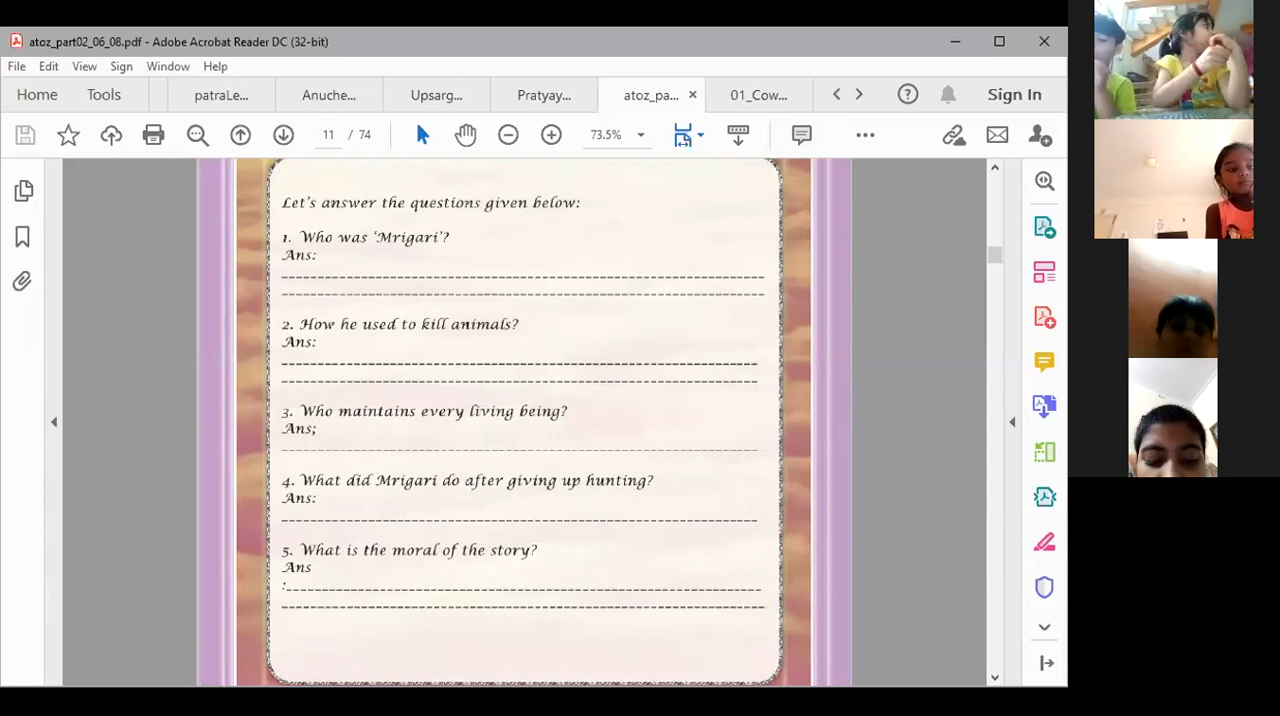 atoz_part02_06_08.pdf - Adobe Acrobat Reader DC (32-bit)
File Edit View Sign Window Help
Home Tools patraLe... Anuche... Upsarg... Pratyay... atoz_pa... 01_Cow... Sign In
11 / 74 73.5%
Let's answer the questions given below:
1. Who was ‘Mrigari’?
Ans:
2. How he used to kill animals?
Ans:
3. Who maintains every living being?
Ans;
4. What did Mrigari do after giving up hunting?
Ans:
5. What is the moral of the story?
Ans
: